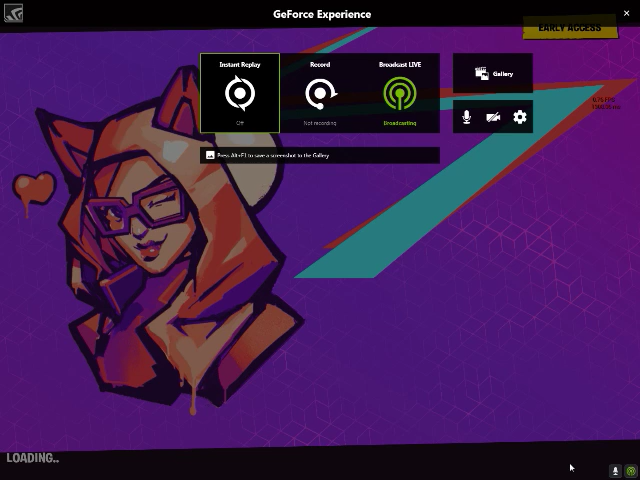 GeForce Experience
EARLY ACCESS
Instant Replay
Record
Broadcast LIVE
Gallery
Off
Not recording
Broadcasting
Press Alt+F1 to save a screenshot to the Gallery
LOADING..